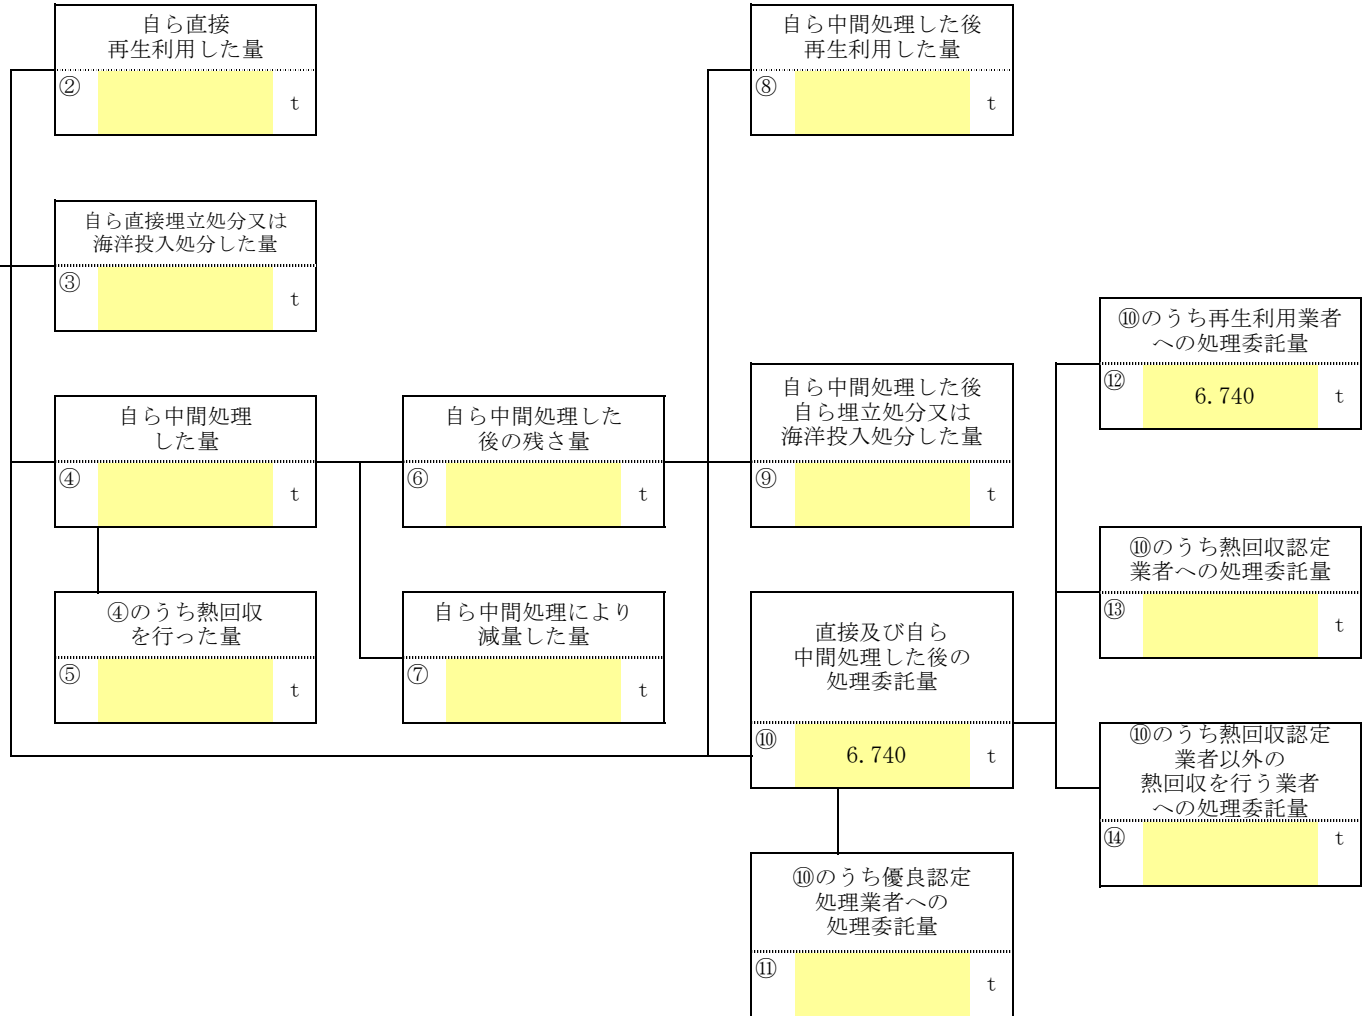 自ら直接
再生利用した量
②
t
自ら中間処理した後
再生利用した量
⑧
t
自ら直接埋立処分又は
海洋投入処分した量
③
t
⑩のうち再生利用業者
への処理委託量
⑫
6.740
t
自ら中間処理
した量
④
t
自ら中間処理した
後の残さ量
⑥
t
自ら中間処理した後
自ら埋立処分又は
海洋投入処分した量
⑨
t
⑩のうち熱回収認定
業者への処理委託量
⑬
t
④のうち熱回収
を行った量
⑤
t
自ら中間処理により
減量した量
⑦
t
直接及び自ら
中間処理した後の
処理委託量
⑩
6.740
t
⑩のうち熱回収認定
業者以外の
熱回収を行う業者
への処理委託量
⑭
t
⑩のうち優良認定
処理業者への
処理委託量
⑪
t